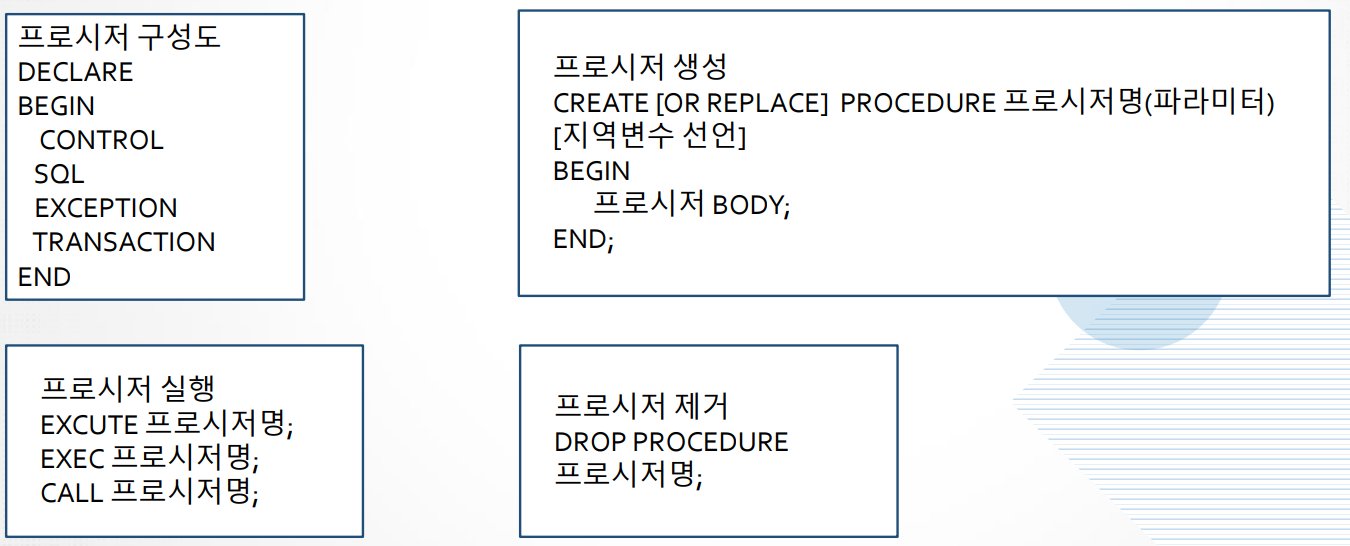 프로시저 구성도
DECLARE
BEGIN
CONTROL
SQL
EXCEPTION
TRANSACTION
END
프로시저 생성
CREATE [OR REPLACE] PROCEDURE 프로시저명(파라미터)
[지역변수 선언]
BEGIN
프로시저 BODY;
END;
프로시저 실행
EXCUTE 프로시저명;
EXEC 프로시저명;
CALL 프로시저명;
프로시저 제거
DROP PROCEDURE
프로시저명;